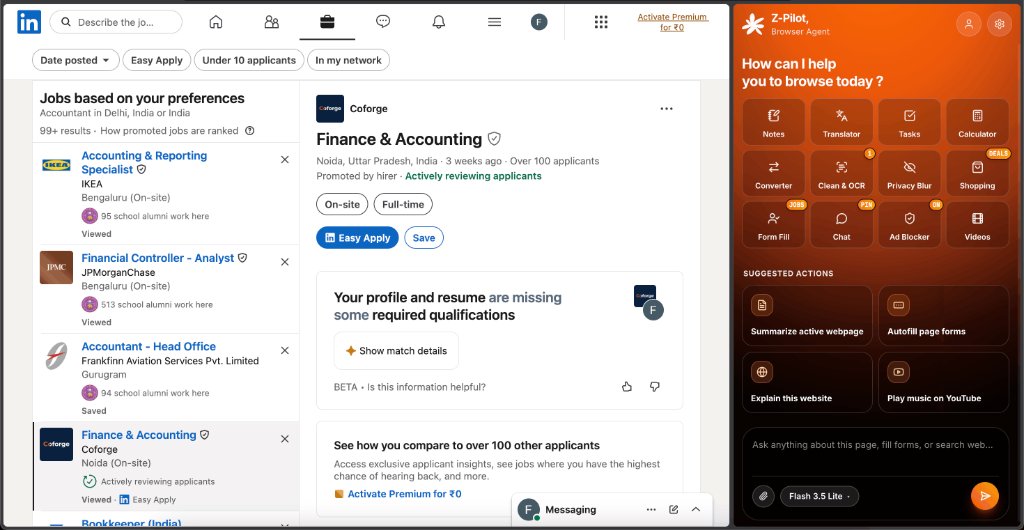 in
Describe the jo...
F
Activate Premium
for ₹0
Date posted
Easy Apply
Under 10 applicants
In my network
Jobs based on your preferences
Accountant in Delhi, India or India
99+ results · How promoted jobs are ranked
IKEA
Accounting & Reporting
Specialist
IKEA
Bengaluru (On-site)
95 school alumni work here
Viewed
JPMC
Financial Controller - Analyst
JPMorganChase
Bengaluru (On-site)
513 school alumni work here
Viewed
Accountant - Head Office
Frankfinn Aviation Services Pvt. Limited
Gurugram
94 school alumni work here
Saved
Coforge
Finance & Accounting
Coforge
Noida (On-site)
Actively reviewing applicants
Viewed · in Easy Apply
Bookkeeper (India)
Coforge
Coforge
Finance & Accounting
Noida, Uttar Pradesh, India · 3 weeks ago · Over 100 applicants
Promoted by hirer · Actively reviewing applicants
On-site
Full-time
in Easy Apply
Save
Your profile and resume are missing
some required qualifications
Coforge
F
Show match details
BETA • Is this information helpful?
See how you compare to over 100 other applicants
Access exclusive applicant insights, see jobs where you have the highest
chance of hearing back, and more.
Activate Premium for ₹0
F
Messaging
Z-Pilot,
Browser Agent
How can I help
you to browse today ?
Notes
Translator
Tasks
Calculator
Converter
1
Clean & OCR
Privacy Blur
DEALS
Shopping
JOBS
Form Fill
PIN
Chat
ON
Ad Blocker
Videos
SUGGESTED ACTIONS
Summarize active webpage
Autofill page forms
Explain this website
Play music on YouTube
Ask anything about this page, fill forms, or search web...
Flash 3.5 Lite